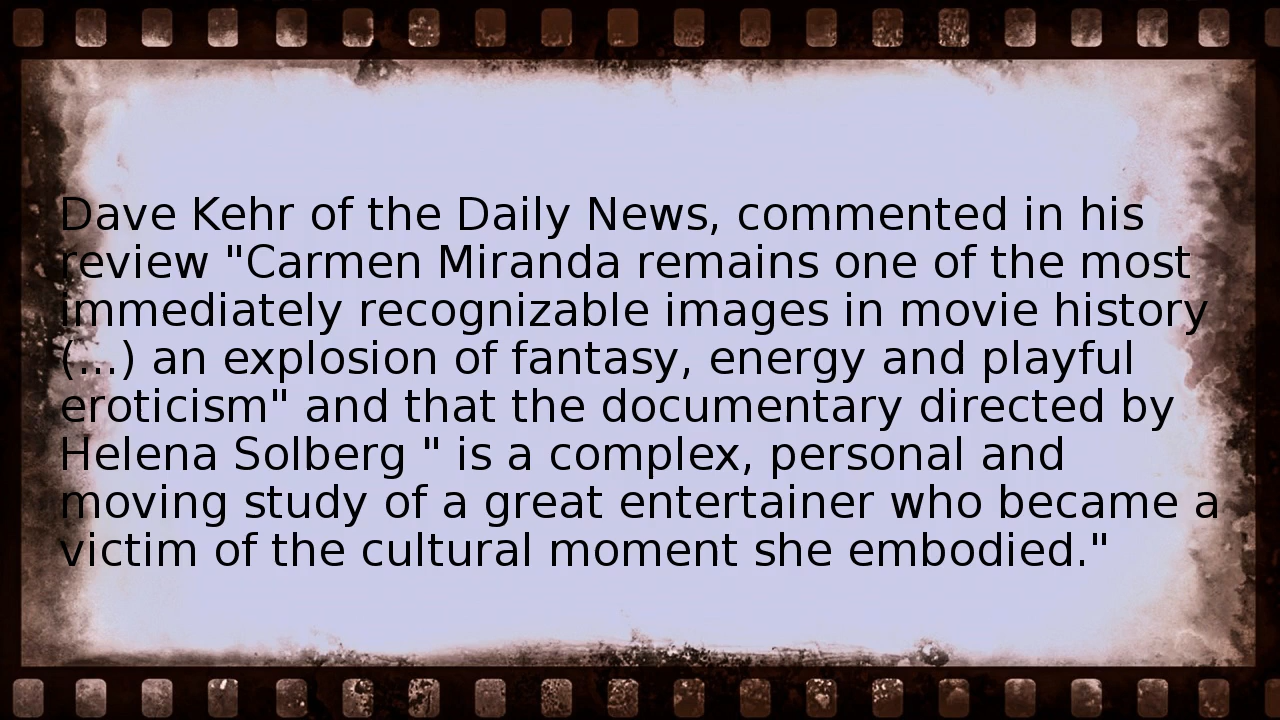 Dave Kehr of the Daily News, commented in his
review "Carmen Miranda remains one of the most
immediately recognizable images in movie history
(...) an explosion of fantasy, energy and playful
eroticism" and that the documentary directed by
Helena Solberg " is a complex, personal and
moving study of a great entertainer who became a
victim of the cultural moment she embodied."